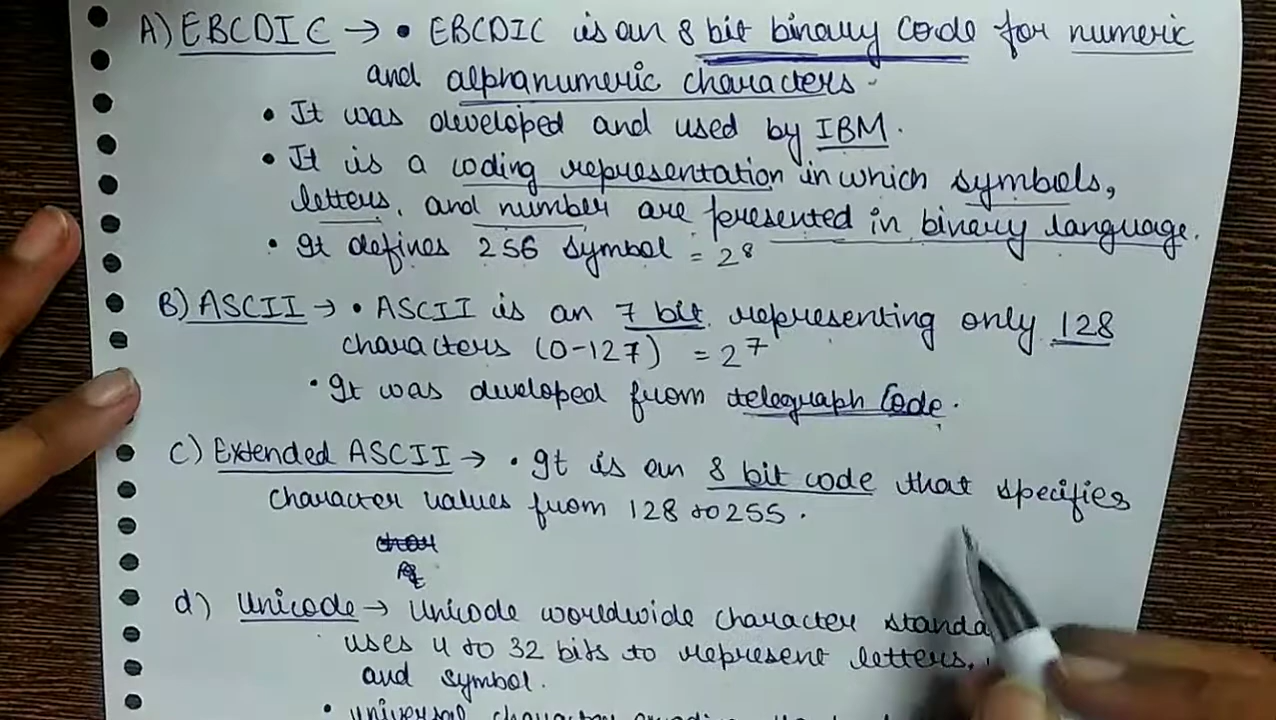 A) EBCDIC → • EBCDIC is an 8 bit binary code for numeric
and alphanumeric characters.
• It was developed and used by IBM.
• It is a coding representation in which symbols,
letters, and number are presented in binary language.
• It defines 256 symbol = 2⁸
B) ASCII → • ASCII is an 7 bit representing only 128
characters (0-127) = 2⁷
• It was developed from telegraph Code.
C) Extended ASCII → • It is an 8 bit code that specifies
character values from 128 to 255.
d) Unicode → Unicode worldwide character standa
uses 4 to 32 bits to represent letters,
and symbol.
• universal character